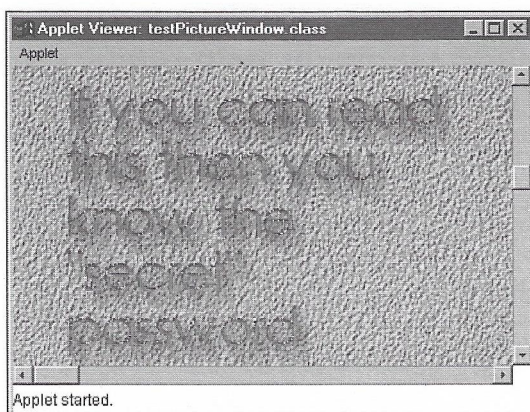 Applet Viewer: testPictureWindow.class
Applet
If you can read
this then you
know the
"secret"
password.
Applet started.